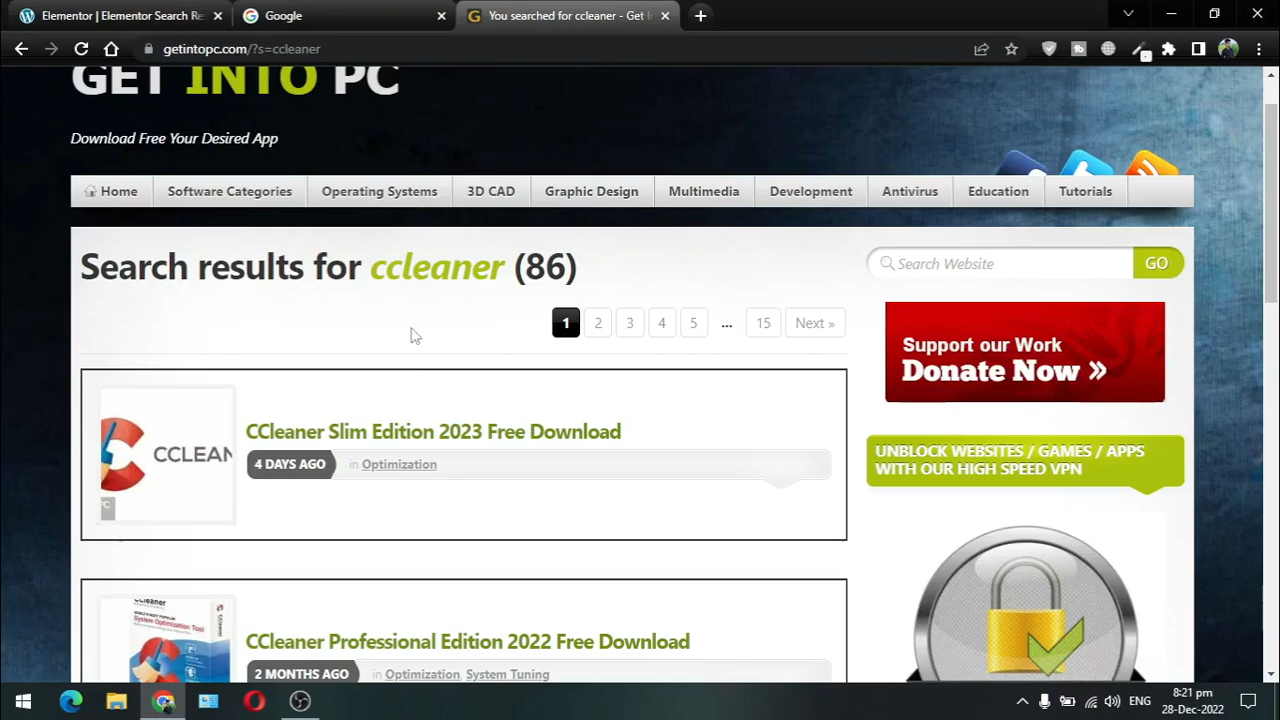 Elementor | Elementor Search Re
Google
You searched for ccleaner - Get I
getintopc.com/?s=ccleaner
GET INTO PC
Download Free Your Desired App
Home
Software Categories
Operating Systems
3D CAD
Graphic Design
Multimedia
Development
Antivirus
Education
Tutorials
Search results for ccleaner (86)
Search Website
GO
1 2 3 4 5 ... 15 Next »
Support our Work
Donate Now »
CCLEAN
CCleaner Slim Edition 2023 Free Download
4 DAYS AGO
in Optimization
PC
UNBLOCK WEBSITES / GAMES / APPS
WITH OUR HIGH SPEED VPN
CCleaner
System Optimization Tool
CCleaner Professional Edition 2022 Free Download
2 MONTHS AGO
in Optimization, System Tuning
ENG
8:21 pm
28-Dec-2022